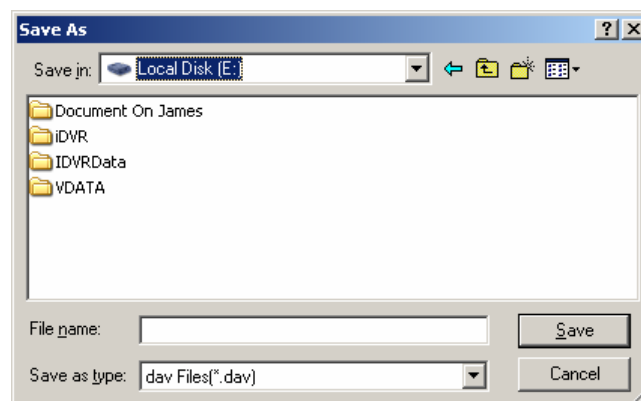 Save As
Save in: Local Disk (E:
Document On James
iDVR
IDVRData
VDATA
File name: Save
Save as type: dav Files(*.dav) Cancel